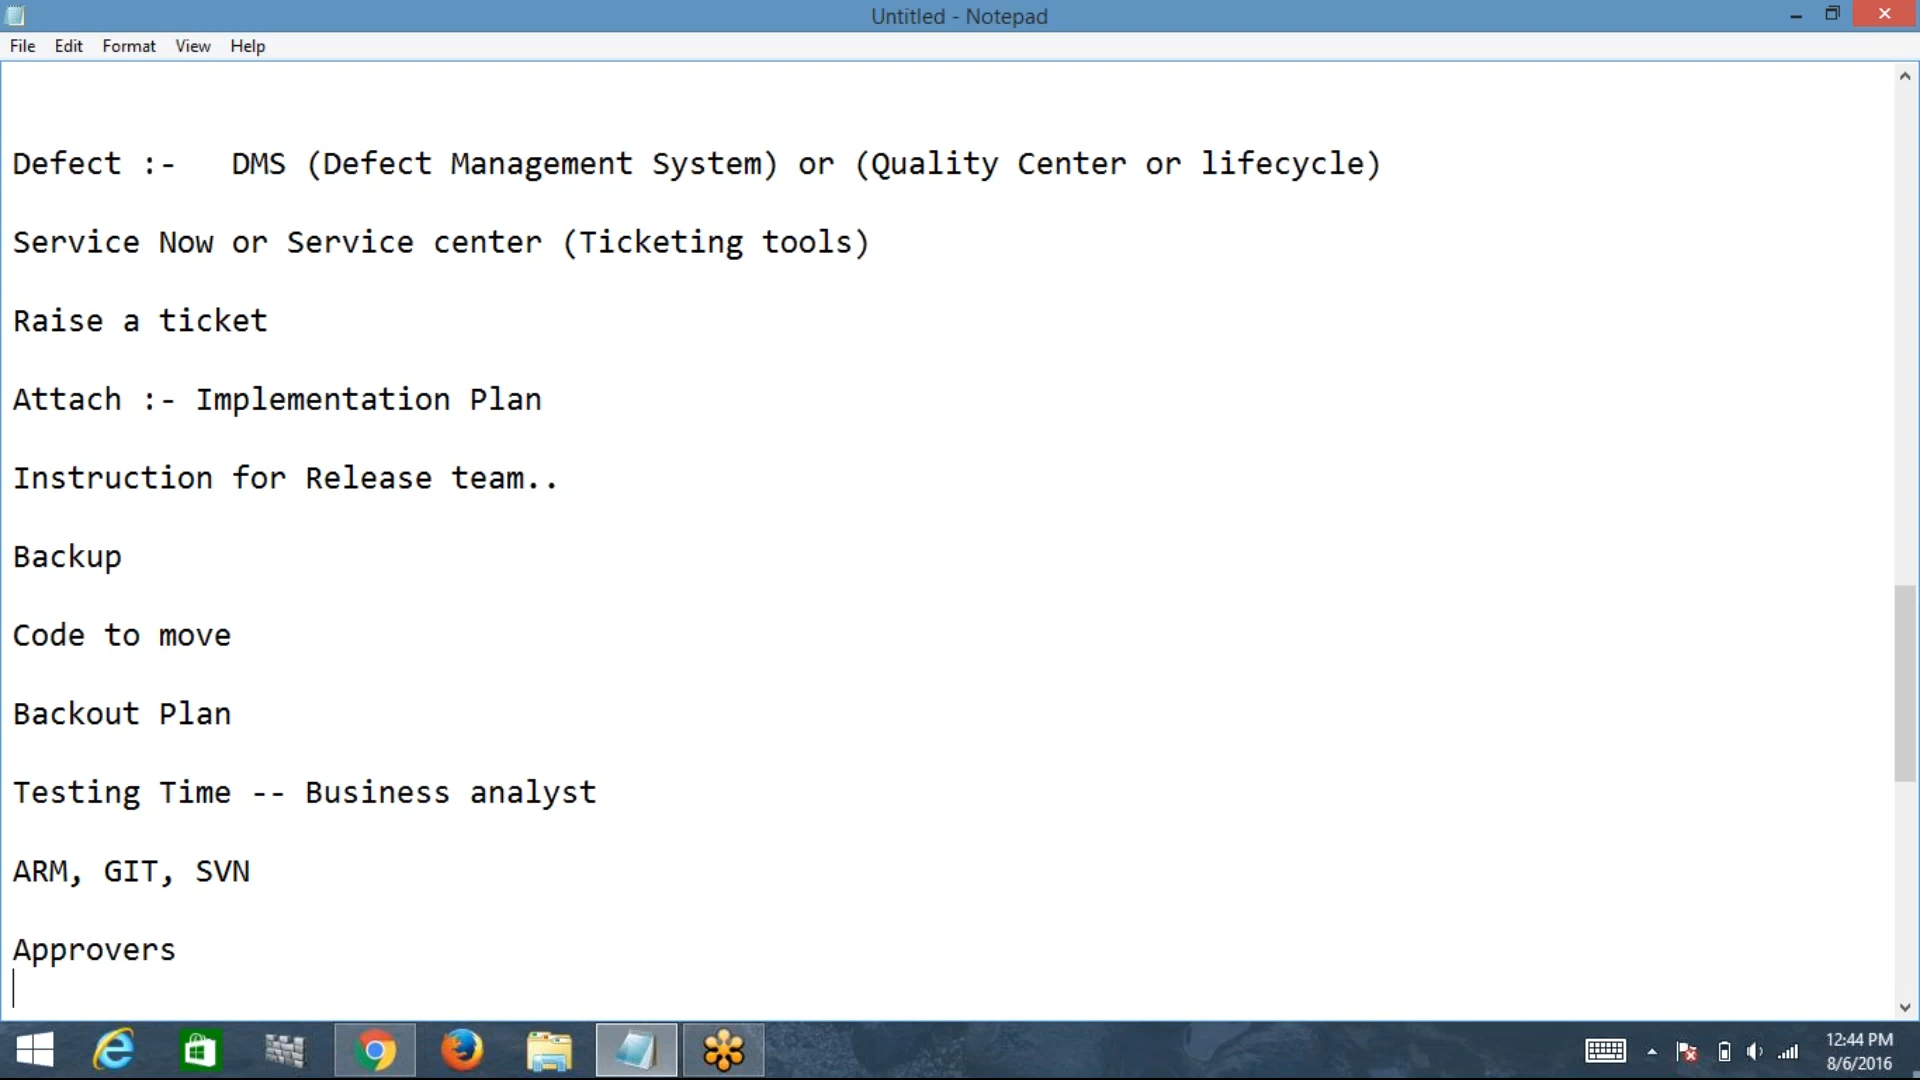 Untitled - Notepad
File Edit Format View Help
Defect :-   DMS (Defect Management System) or (Quality Center or lifecycle)
Service Now or Service center (Ticketing tools)
Raise a ticket
Attach :- Implementation Plan
Instruction for Release team..
Backup
Code to move
Backout Plan
Testing Time -- Business analyst
ARM, GIT, SVN
Approvers
12:44 PM
8/6/2016